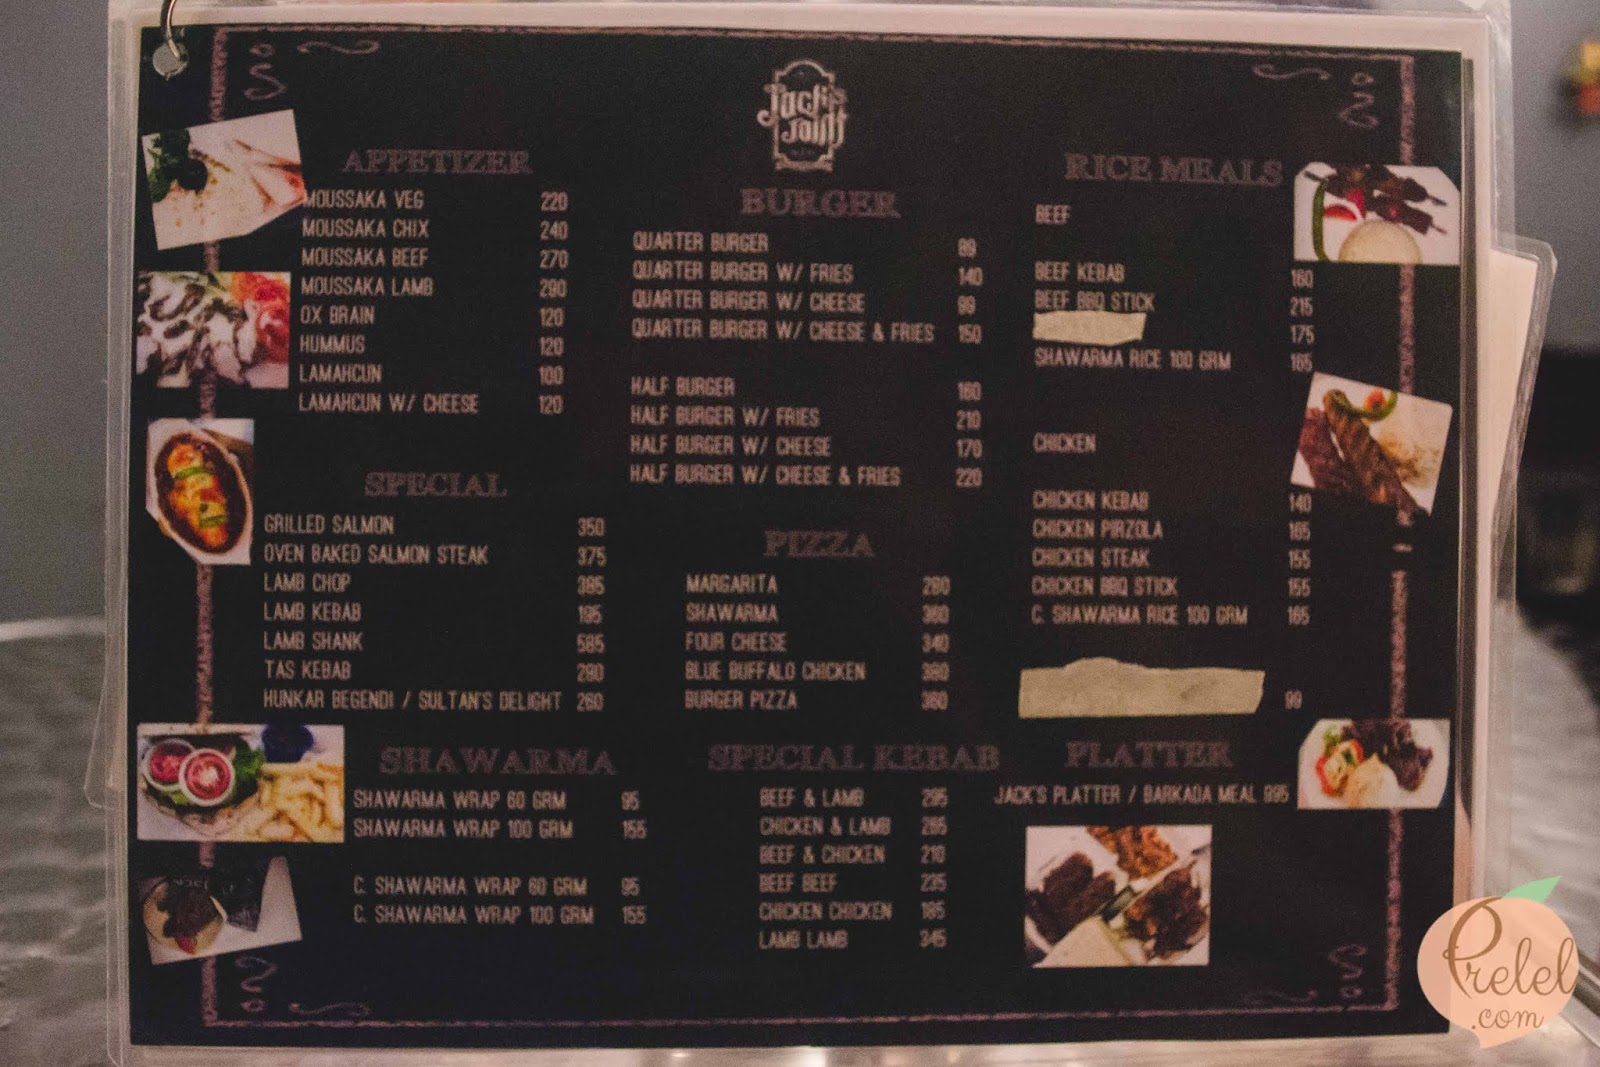 Jack's Joint
APPETIZER
MOUSSAKA VEG 220
MOUSSAKA CHIX 240
MOUSSAKA BEEF 270
MOUSSAKA LAMB 290
OX BRAIN 120
HUMMUS 120
LAMAHCUN 100
LAMAHCUN W/ CHEESE 120
SPECIAL
GRILLED SALMON 350
OVEN BAKED SALMON STEAK 375
LAMB CHOP 385
LAMB KEBAB 195
LAMB SHANK 585
TAS KEBAB 290
HUNKAR BEGENDI / SULTAN'S DELIGHT 260
SHAWARMA
SHAWARMA WRAP 60 GRM 95
SHAWARMA WRAP 100 GRM 155
C. SHAWARMA WRAP 60 GRM 95
C. SHAWARMA WRAP 100 GRM 155
BURGER
QUARTER BURGER 89
QUARTER BURGER W/ FRIES 140
QUARTER BURGER W/ CHEESE 99
QUARTER BURGER W/ CHEESE & FRIES 150
HALF BURGER 160
HALF BURGER W/ FRIES 210
HALF BURGER W/ CHEESE 170
HALF BURGER W/ CHEESE & FRIES 220
PIZZA
MARGARITA 280
SHAWARMA 360
FOUR CHEESE 340
BLUE BUFFALO CHICKEN 380
BURGER PIZZA 380
SPECIAL KEBAB
BEEF & LAMB 295
CHICKEN & LAMB 265
BEEF & CHICKEN 210
BEEF BEEF 235
CHICKEN CHICKEN 185
LAMB LAMB 345
RICE MEALS
BEEF
BEEF KEBAB 160
BEEF BBQ STICK 215
175
SHAWARMA RICE 100 GRM 165
CHICKEN
CHICKEN KEBAB 140
CHICKEN PIRZOLA 165
CHICKEN STEAK 155
CHICKEN BBQ STICK 155
C. SHAWARMA RICE 100 GRM 165
99
PLATTER
JACK'S PLATTER / BARKADA MEAL 995
Prelel
.com